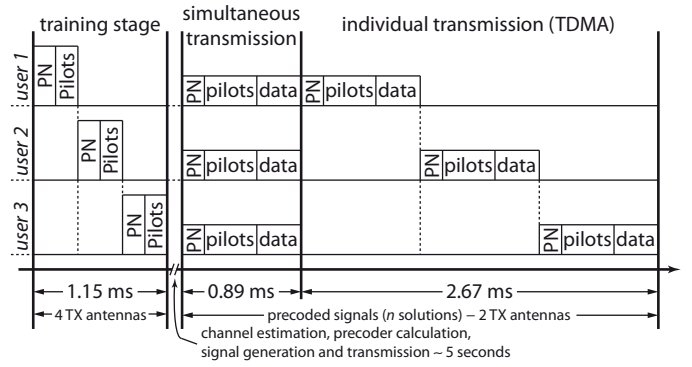 training stage
simultaneous
transmission
individual transmission (TDMA)
user 1
PN
Pilots
PN pilots data
PN pilots data
user 2
PN
Pilots
PN pilots data
PN pilots data
user 3
PN
Pilots
PN pilots data
PN pilots data
1.15 ms
0.89 ms
2.67 ms
4 TX antennas
precoded signals (n solutions) – 2 TX antennas
channel estimation, precoder calculation,
signal generation and transmission ~ 5 seconds